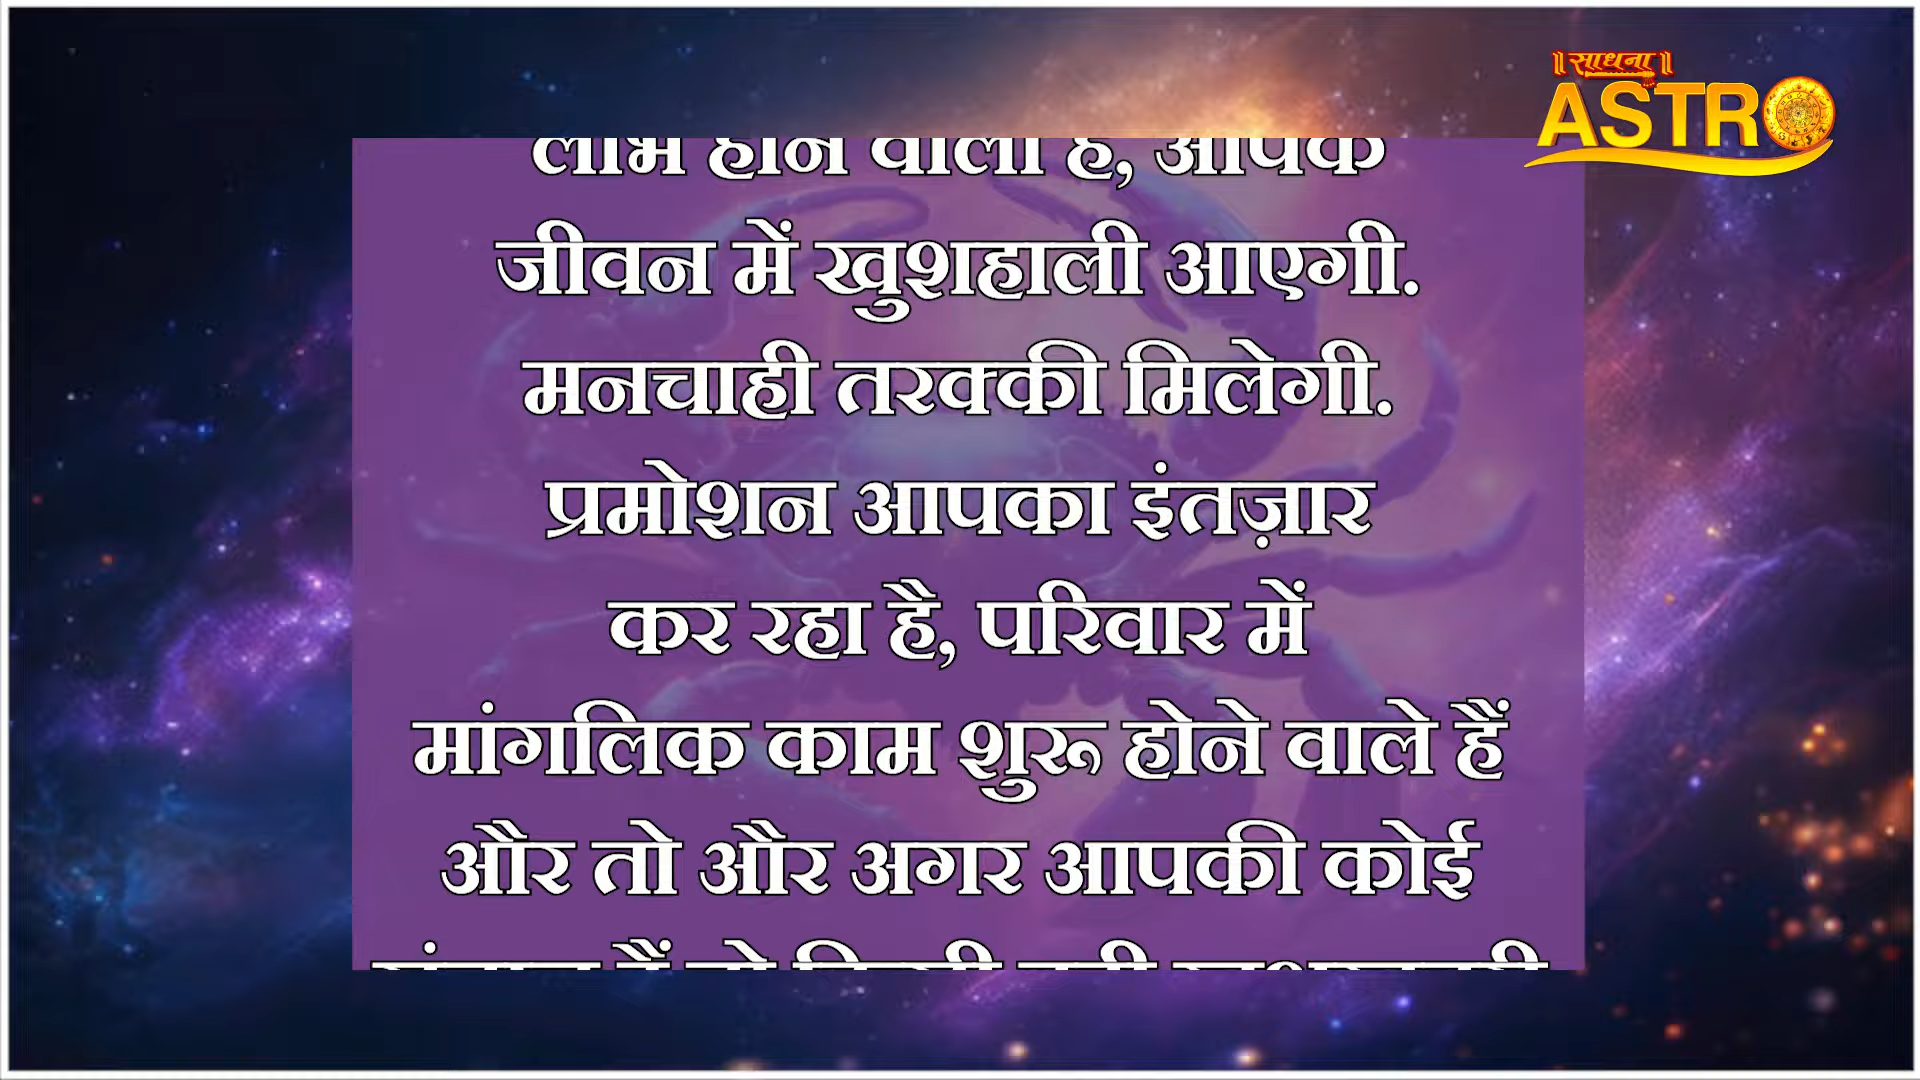 ॥ साधना ॥
ASTRO
लाभ होने वाला है, आपके
जीवन में खुशहाली आएगी.
मनचाही तरक्की मिलेगी.
प्रमोशन आपका इंतज़ार
कर रहा है, परिवार में
मांगलिक काम शुरू होने वाले हैं
और तो और अगर आपकी कोई